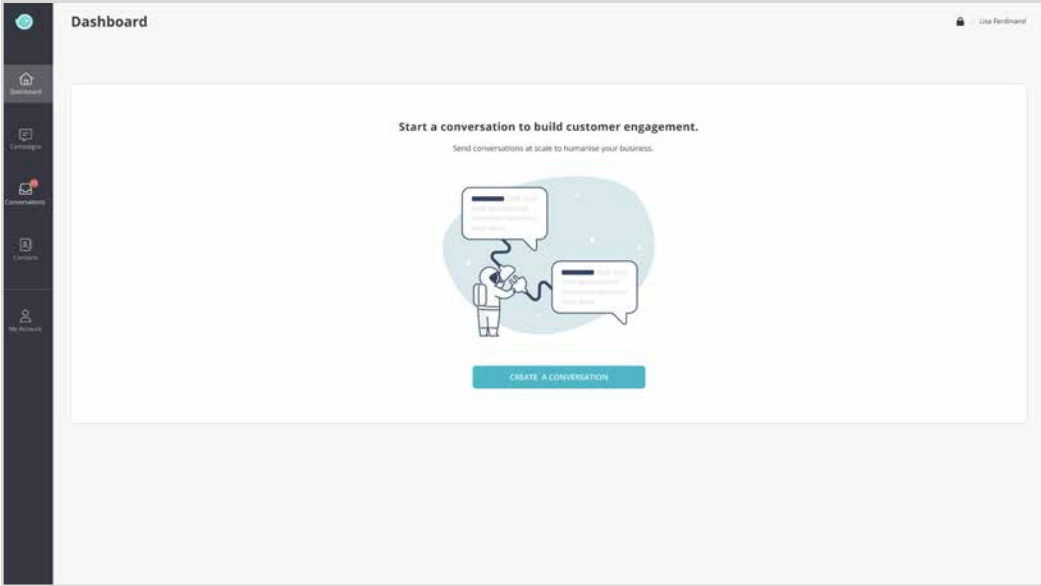 Dashboard
Lisa Ferdinand
Dashboard
Campaigns
Conversations
Contacts
My Account
Start a conversation to build customer engagement.
Send conversations at scale to humanise your business.
CREATE A CONVERSATION